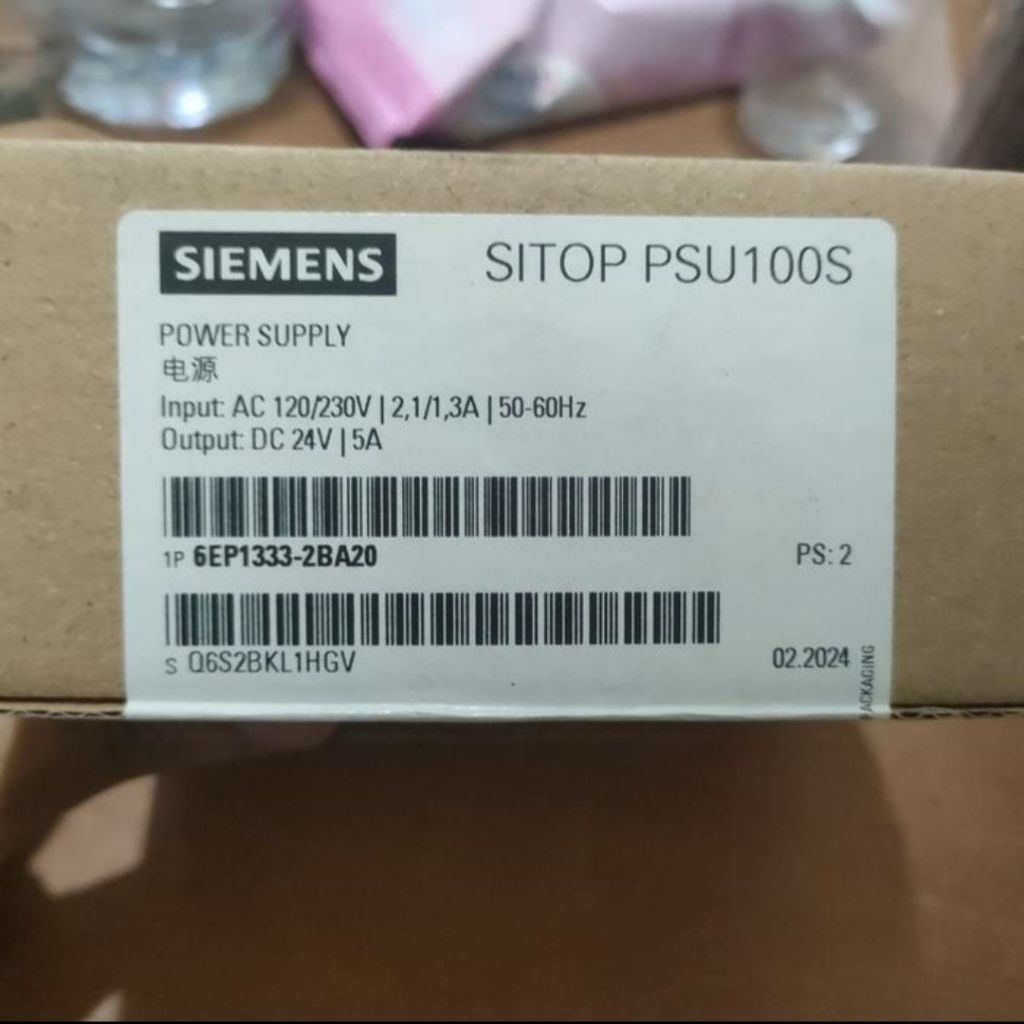 SIEMENS SITOP PSU100S
POWER SUPPLY
电源
Input: AC 120/230V | 2,1/1,3A | 50-60Hz
Output: DC 24V | 5A
1P 6EP1333-2BA20 PS: 2
S Q6S2BKL1HGV 02.2024
PACKAGING